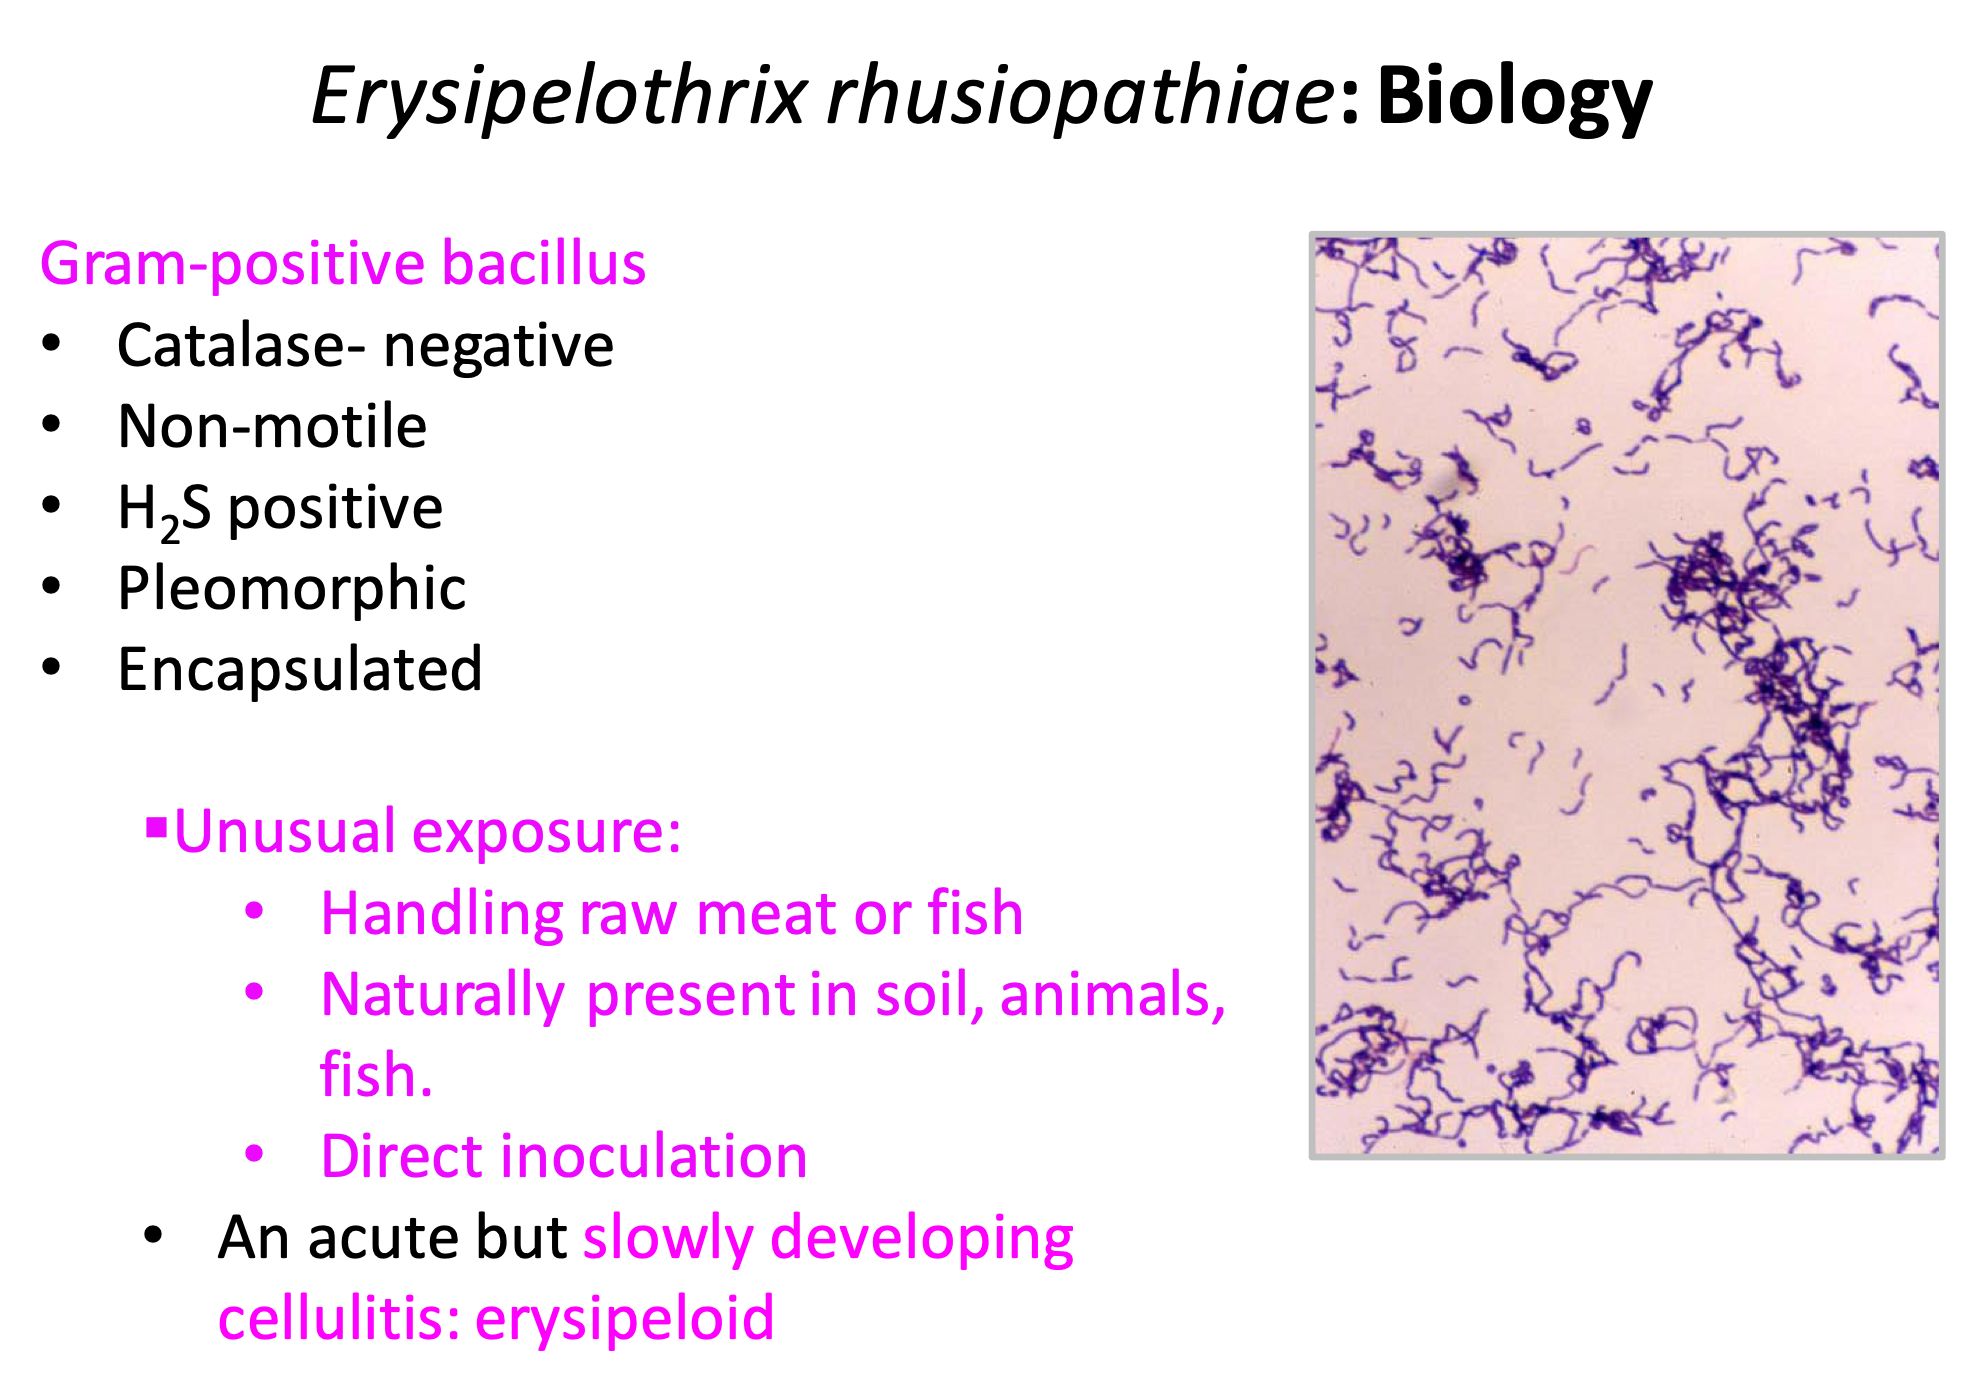 Erysipelothrix rhusiopathiae: Biology
Gram-positive bacillus
• Catalase- negative
• Non-motile
• H₂S positive
• Pleomorphic
• Encapsulated
▪Unusual exposure:
• Handling raw meat or fish
• Naturally present in soil, animals,
fish.
• Direct inoculation
• An acute but slowly developing
cellulitis: erysipeloid